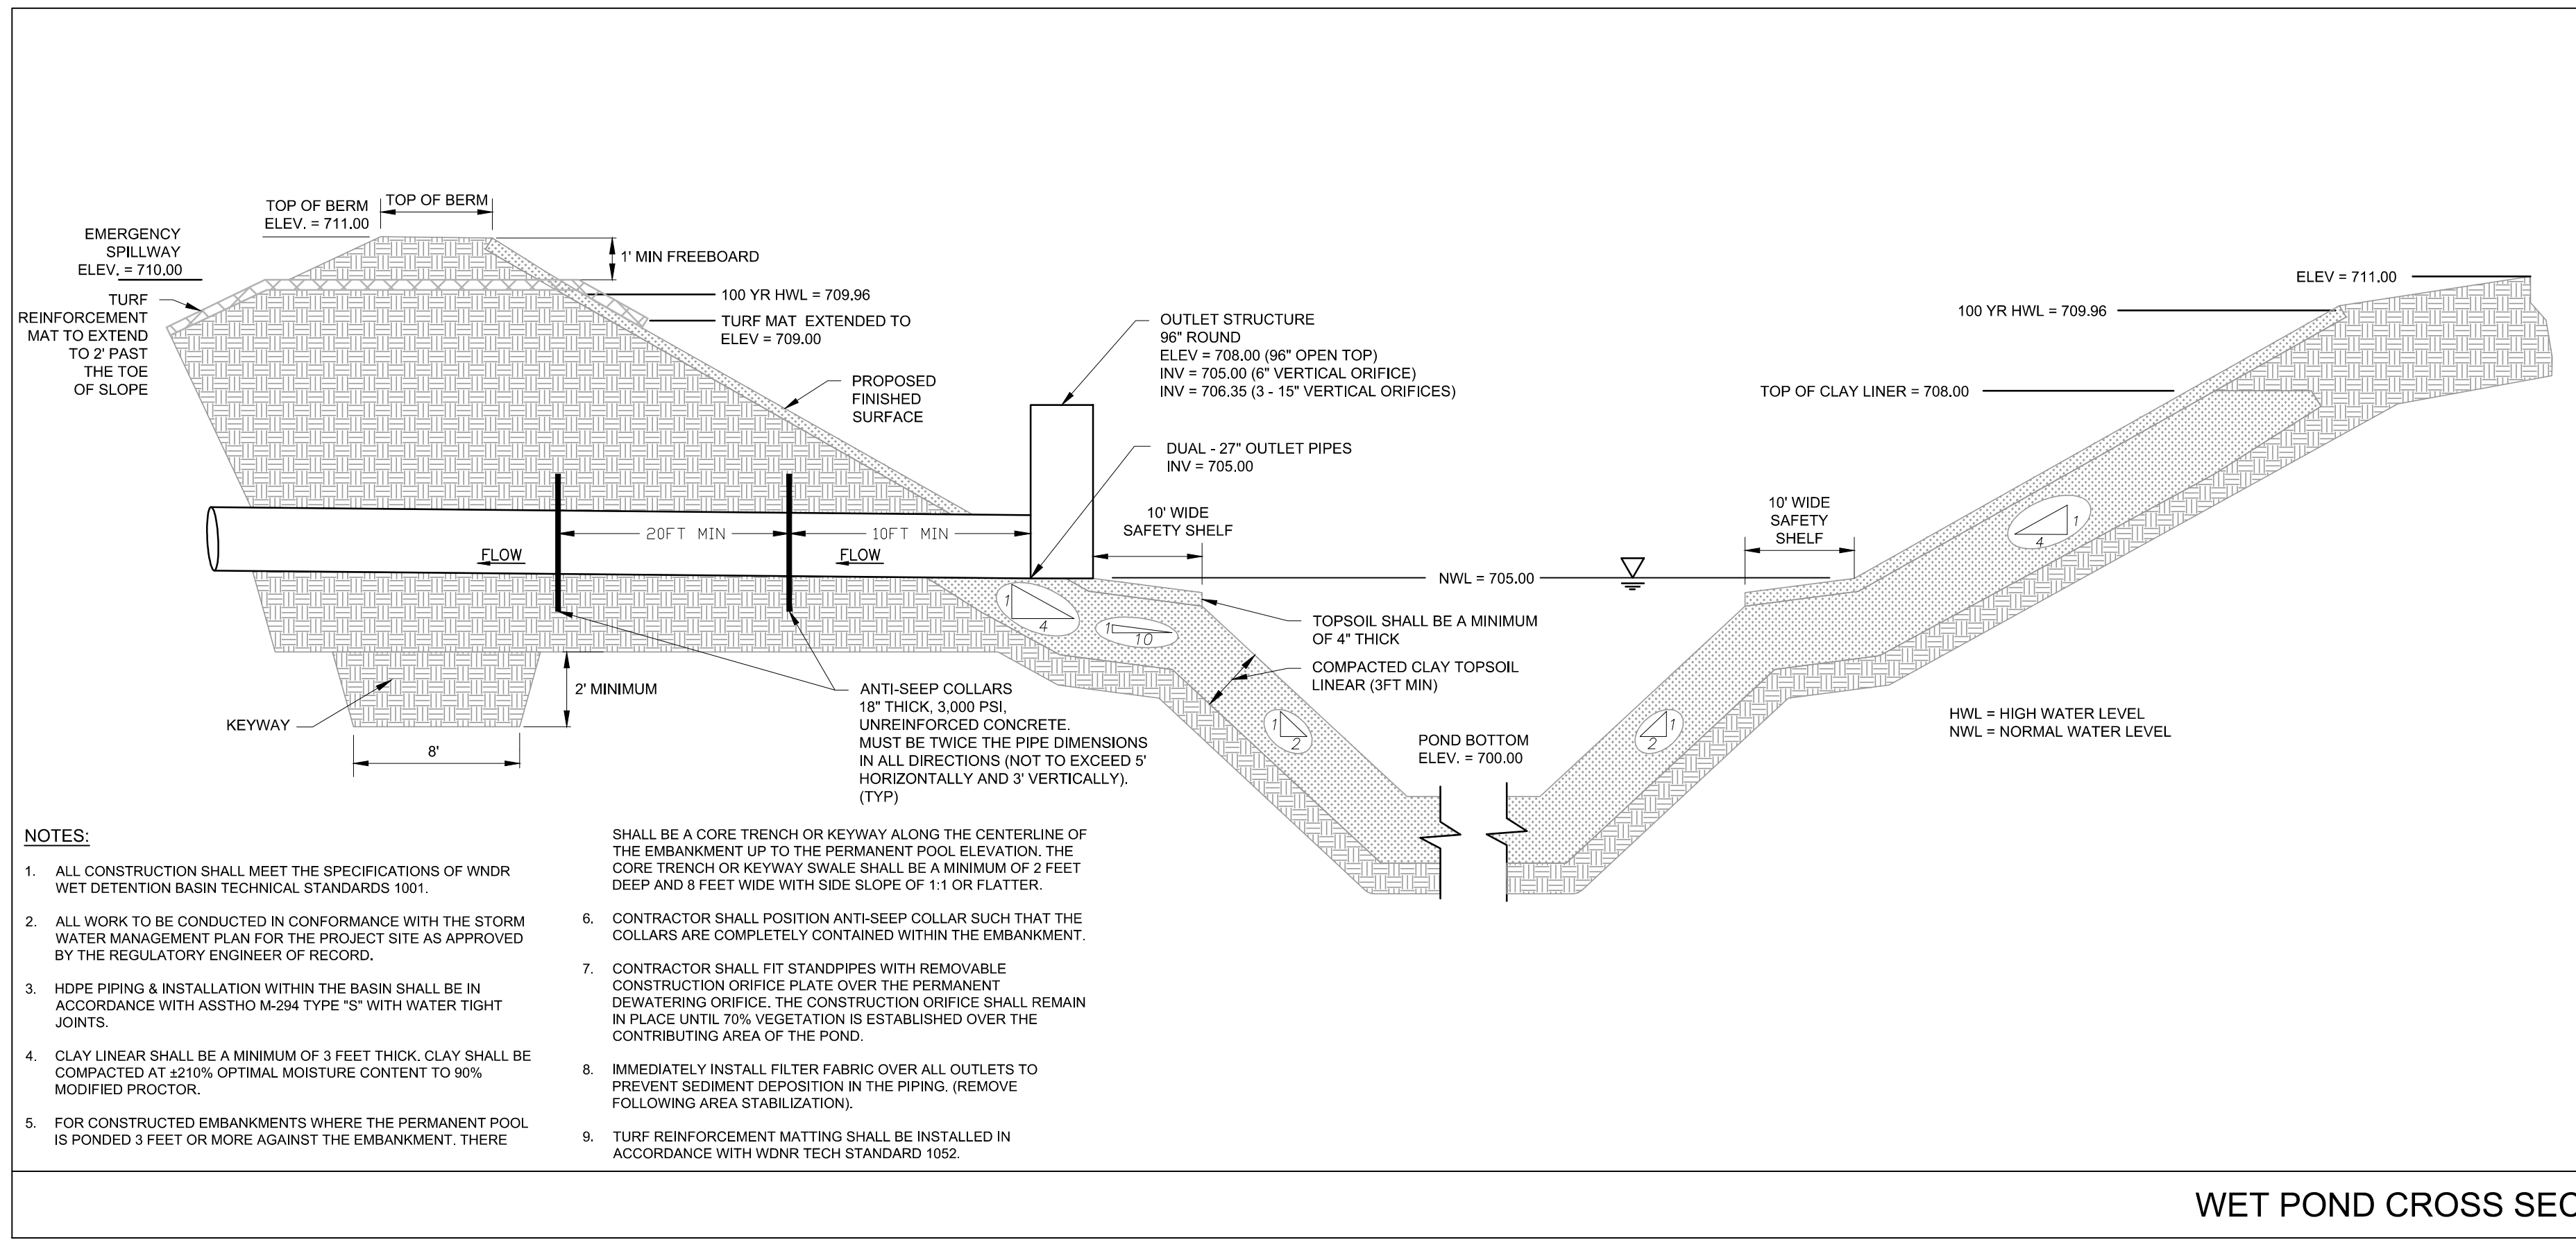 TOP OF BERM
ELEV. = 711.00
TOP OF BERM
EMERGENCY
SPILLWAY
ELEV. = 710.00
TURF
REINFORCEMENT
MAT TO EXTEND
TO 2' PAST
THE TOE
OF SLOPE
1' MIN FREEBOARD
100 YR HWL = 709.96
TURF MAT EXTENDED TO
ELEV = 709.00
PROPOSED
FINISHED
SURFACE
OUTLET STRUCTURE
96" ROUND
ELEV = 708.00 (96" OPEN TOP)
INV = 705.00 (6" VERTICAL ORIFICE)
INV = 706.35 (3 - 15" VERTICAL ORIFICES)
DUAL - 27" OUTLET PIPES
INV = 705.00
10' WIDE
SAFETY SHELF
20FT MIN
10FT MIN
FLOW
FLOW
NWL = 705.00
10' WIDE
SAFETY
SHELF
ELEV = 711.00
100 YR HWL = 709.96
TOP OF CLAY LINER = 708.00
1
4
1
4
1
10
TOPSOIL SHALL BE A MINIMUM
OF 4" THICK
COMPACTED CLAY TOPSOIL
LINEAR (3FT MIN)
1
2
1
2
POND BOTTOM
ELEV. = 700.00
HWL = HIGH WATER LEVEL
NWL = NORMAL WATER LEVEL
2' MINIMUM
KEYWAY
8'
ANTI-SEEP COLLARS
18" THICK, 3,000 PSI,
UNREINFORCED CONCRETE.
MUST BE TWICE THE PIPE DIMENSIONS
IN ALL DIRECTIONS (NOT TO EXCEED 5'
HORIZONTALLY AND 3' VERTICALLY).
(TYP)
NOTES:
1. ALL CONSTRUCTION SHALL MEET THE SPECIFICATIONS OF WNDR
WET DETENTION BASIN TECHNICAL STANDARDS 1001.
2. ALL WORK TO BE CONDUCTED IN CONFORMANCE WITH THE STORM
WATER MANAGEMENT PLAN FOR THE PROJECT SITE AS APPROVED
BY THE REGULATORY ENGINEER OF RECORD.
3. HDPE PIPING & INSTALLATION WITHIN THE BASIN SHALL BE IN
ACCORDANCE WITH ASSTHO M-294 TYPE "S" WITH WATER TIGHT
JOINTS.
4. CLAY LINEAR SHALL BE A MINIMUM OF 3 FEET THICK. CLAY SHALL BE
COMPACTED AT ±210% OPTIMAL MOISTURE CONTENT TO 90%
MODIFIED PROCTOR.
5. FOR CONSTRUCTED EMBANKMENTS WHERE THE PERMANENT POOL
IS PONDED 3 FEET OR MORE AGAINST THE EMBANKMENT. THERE
SHALL BE A CORE TRENCH OR KEYWAY ALONG THE CENTERLINE OF
THE EMBANKMENT UP TO THE PERMANENT POOL ELEVATION. THE
CORE TRENCH OR KEYWAY SWALE SHALL BE A MINIMUM OF 2 FEET
DEEP AND 8 FEET WIDE WITH SIDE SLOPE OF 1:1 OR FLATTER.
6. CONTRACTOR SHALL POSITION ANTI-SEEP COLLAR SUCH THAT THE
COLLARS ARE COMPLETELY CONTAINED WITHIN THE EMBANKMENT.
7. CONTRACTOR SHALL FIT STANDPIPES WITH REMOVABLE
CONSTRUCTION ORIFICE PLATE OVER THE PERMANENT
DEWATERING ORIFICE. THE CONSTRUCTION ORIFICE SHALL REMAIN
IN PLACE UNTIL 70% VEGETATION IS ESTABLISHED OVER THE
CONTRIBUTING AREA OF THE POND.
8. IMMEDIATELY INSTALL FILTER FABRIC OVER ALL OUTLETS TO
PREVENT SEDIMENT DEPOSITION IN THE PIPING. (REMOVE
FOLLOWING AREA STABILIZATION).
9. TURF REINFORCEMENT MATTING SHALL BE INSTALLED IN
ACCORDANCE WITH WDNR TECH STANDARD 1052.
WET POND CROSS SEC